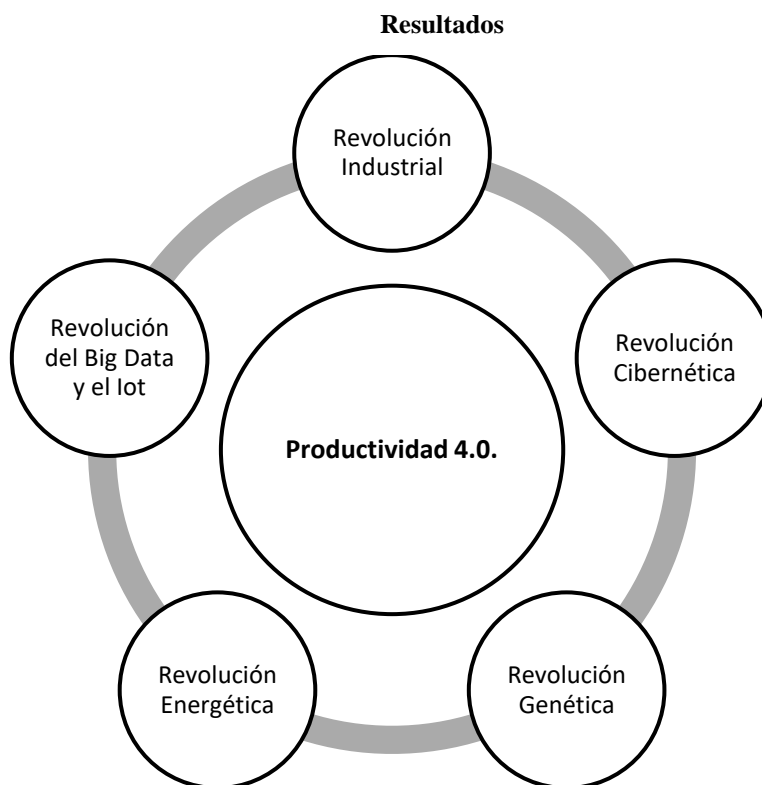 Resultados
Revolución
Industrial
Revolución
Cibernética
Revolución
Genética
Revolución
Energética
Revolución
del Big Data
y el Iot
Productividad 4.0.